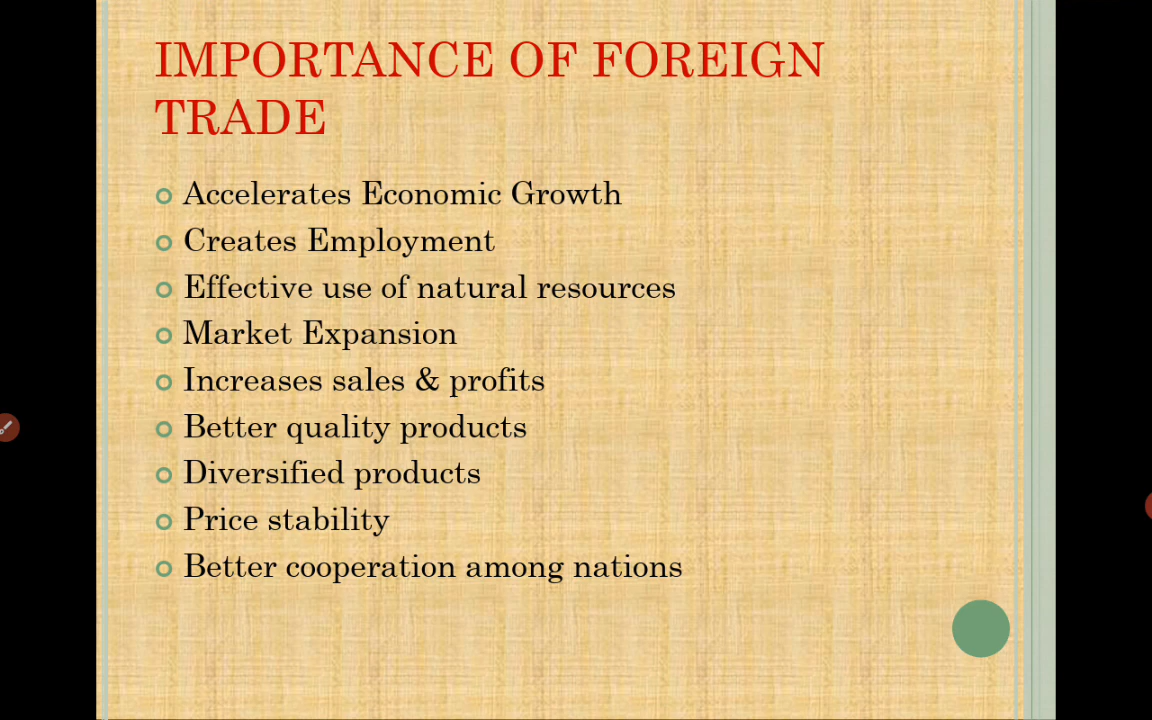 IMPORTANCE OF FOREIGN
TRADE
Accelerates Economic Growth
Creates Employment
Effective use of natural resources
Market Expansion
Increases sales & profits
Better quality products
Diversified products
Price stability
Better cooperation among nations